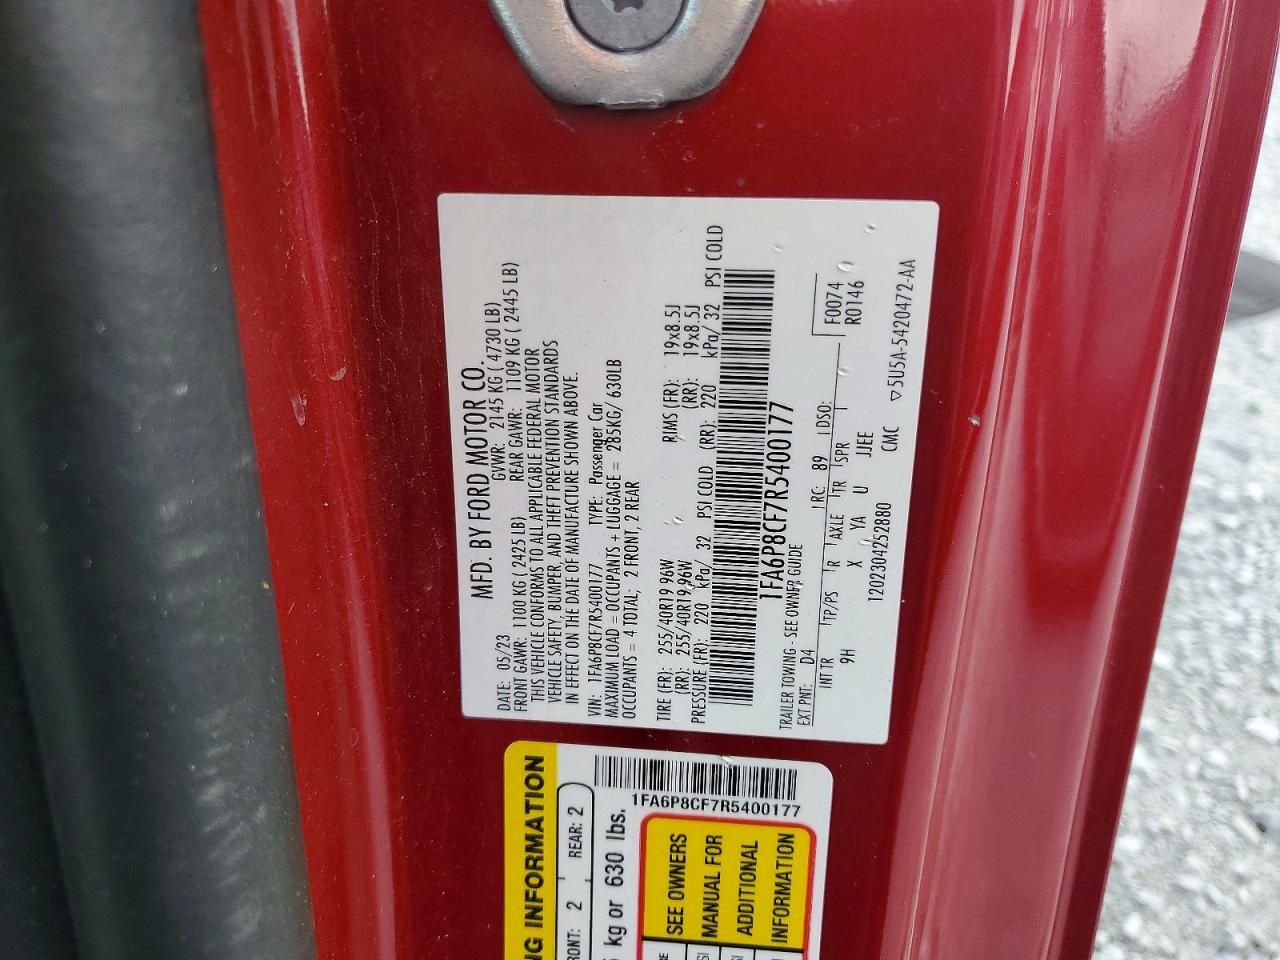 MFD. BY FORD MOTOR CO.
DATE: 05/23 GVWR: 2145 KG ( 4730 LB)
FRONT GAWR: 1100 KG ( 2425 LB) REAR GAWR: 1109 KG ( 2445 LB)
THIS VEHICLE CONFORMS TO ALL APPLICABLE FEDERAL MOTOR
VEHICLE SAFETY, BUMPER, AND THEFT PREVENTION STANDARDS
IN EFFECT ON THE DATE OF MANUFACTURE SHOWN ABOVE.
VIN: 1FA6P8CF7R5400177 TYPE: Passenger Car
MAXIMUM LOAD = OCCUPANTS + LUGGAGE = 285KG/ 630LB
OCCUPANTS = 4 TOTAL; 2 FRONT, 2 REAR
TIRE (FR): 255/40R19 96W RIMS (FR): 19x8.5J
(RR): 255/40R19 96W (RR): 19x8.5J
PRESSURE (FR): 220 kPa/ 32 PSI COLD (RR): 220 kPa/ 32 PSI COLD
1FA6P8CF7R5400177
TRAILER TOWING - SEE OWNER GUIDE
EXT PNT: D4 RC: 89 DSO: F0074
INT TR TP/PS R AXLE TR SPR R0146
9H X YA U JJEE
T202304252880 CMC ▽5U5A-5420472-AA
NG INFORMATION
RONT: 2 REAR: 2
kg or 630 lbs.
1FA6P8CF7R5400177
SEE OWNERS
MANUAL FOR
ADDITIONAL
INFORMATION